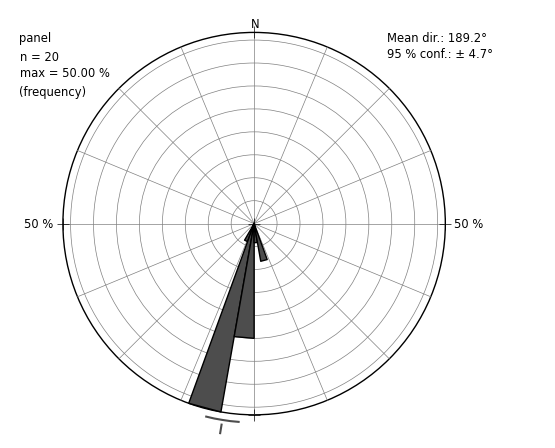 N
panel
n = 20
max = 50.00 %
(frequency)
Mean dir.: 189.2°
95 % conf.: ± 4.7°
50 %
50 %